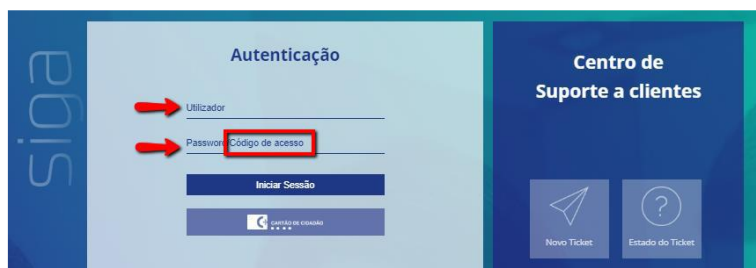 siga
Autenticação
Utilizador
Password/Código de acesso
Iniciar Sessão
CARTÃO DE CIDADÃO
Centro de
Suporte a clientes
Novo Ticket
Estado do Ticket